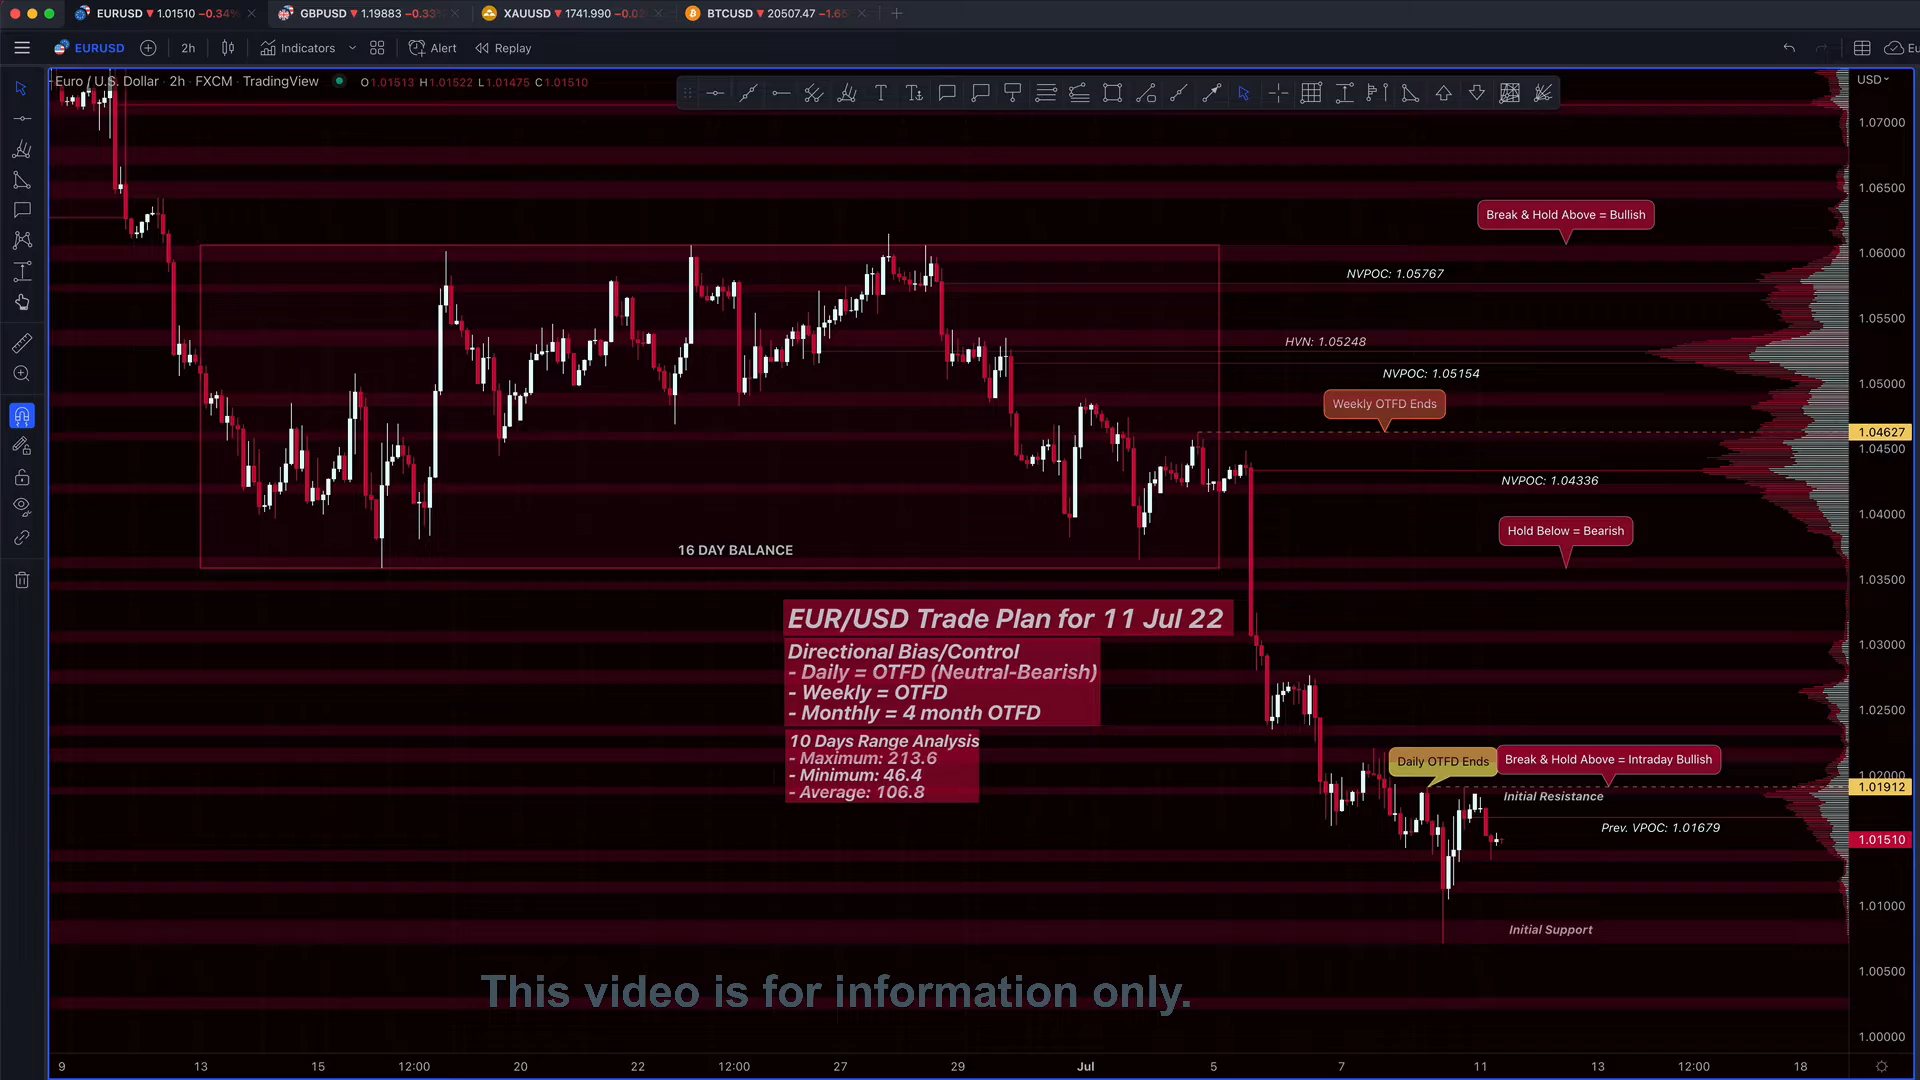 EURUSD ▼ 1.01510 −0.34%
GBPUSD ▼ 1.19883 −0.33%
XAUUSD ▼ 1741.990
BTCUSD ▼ 20507.47
EURUSD
2h
Indicators
Alert
Replay
Euro / U.S. Dollar · 2h · FXCM · TradingView
O1.01513 H1.01522 L1.01475 C1.01510
USD
1.07000
1.06500
Break & Hold Above = Bullish
1.06000
NVPOC: 1.05767
1.05500
HVN: 1.05248
NVPOC: 1.05154
1.05000
Weekly OTFD Ends
1.04627
1.04500
NVPOC: 1.04336
1.04000
Hold Below = Bearish
16 DAY BALANCE
1.03500
EUR/USD Trade Plan for 11 Jul 22
Directional Bias/Control
- Daily = OTFD (Neutral-Bearish)
- Weekly = OTFD
- Monthly = 4 month OTFD
1.03000
1.02500
10 Days Range Analysis
- Maximum: 213.6
- Minimum: 46.4
- Average: 106.8
Daily OTFD Ends
Break & Hold Above = Intraday Bullish
1.02000
1.01912
Initial Resistance
Prev. VPOC: 1.01679
1.01510
1.01000
Initial Support
1.00500
This video is for information only.
1.00000
9 13 15 12:00 20 22 12:00 27 29 Jul 5 7 11 13 12:00 18